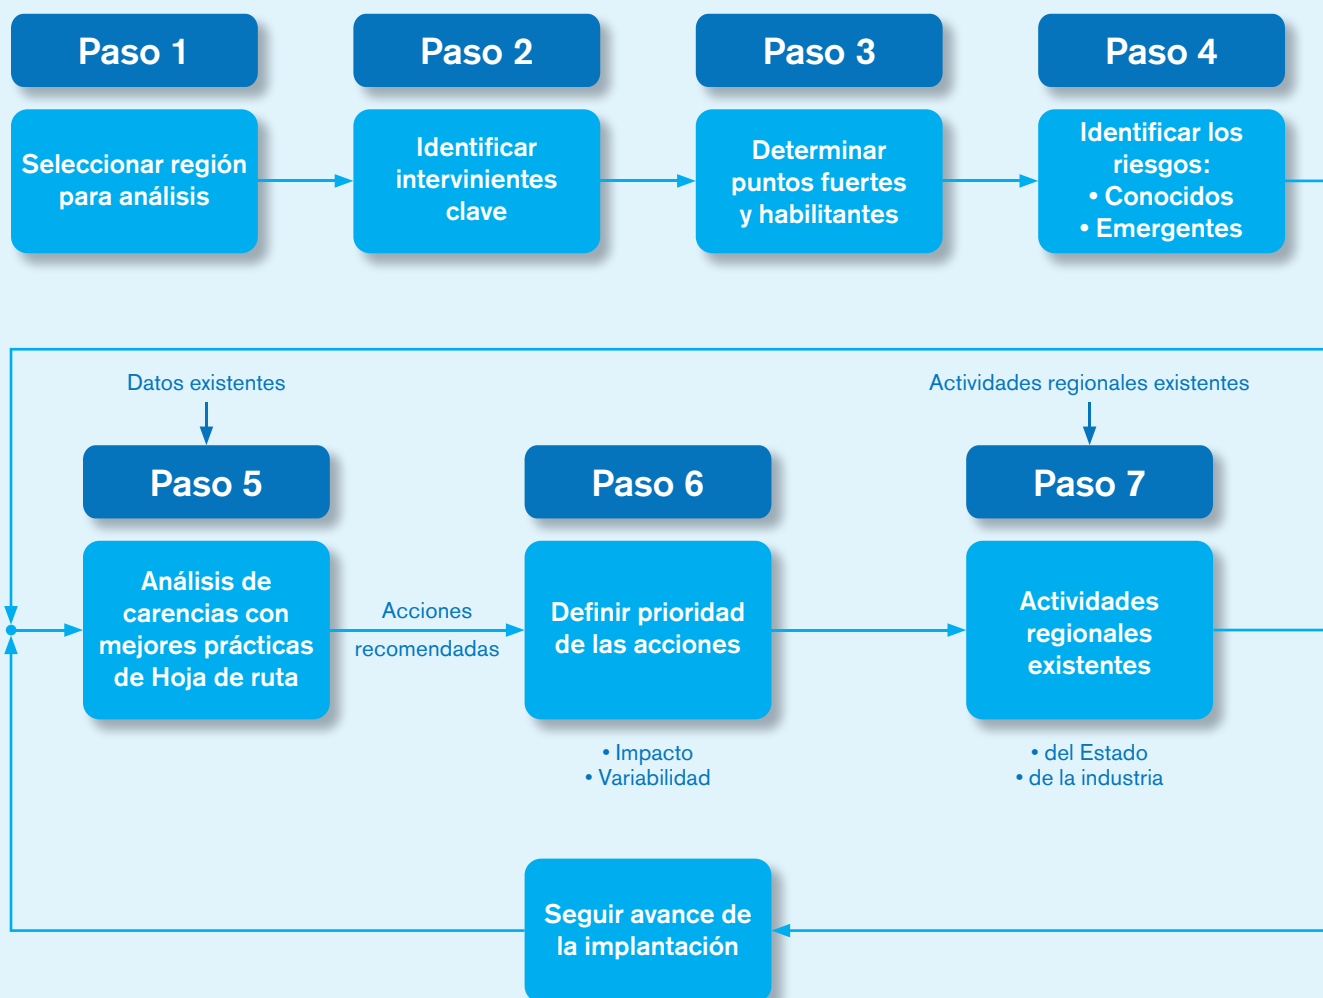 Paso 1
Paso 2
Paso 3
Paso 4
Seleccionar región
para análisis
Identificar
intervinientes
clave
Determinar
puntos fuertes
y habilitantes
Identificar los
riesgos:
• Conocidos
• Emergentes
Datos existentes
Actividades regionales existentes
Paso 5
Paso 6
Paso 7
Análisis de
carencias con
mejores prácticas
de Hoja de ruta
Acciones
recomendadas
Definir prioridad
de las acciones
Actividades
regionales
existentes
• Impacto
• Variabilidad
• del Estado
• de la industria
Seguir avance de
la implantación